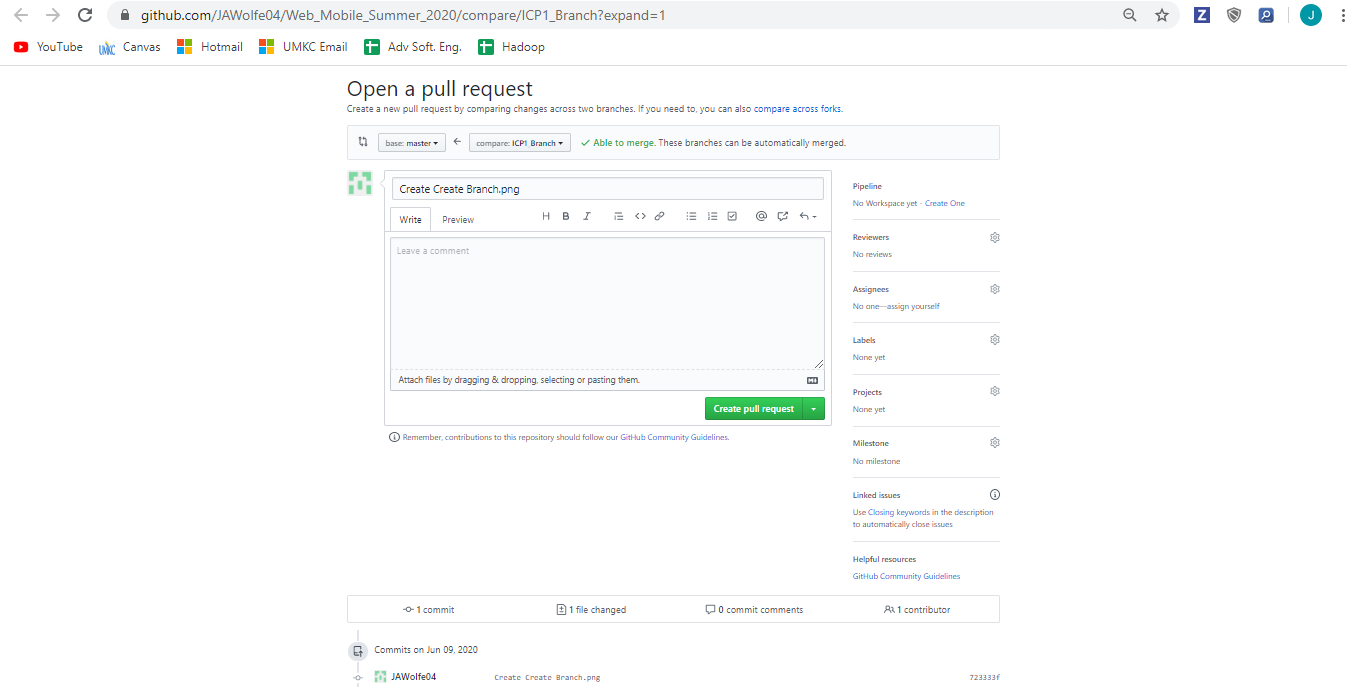 github.com/JAWolfe04/Web_Mobile_Summer_2020/compare/ICP1_Branch?expand=1
Z
J
YouTube UMKC Canvas Hotmail UMKC Email Adv Soft. Eng. Hadoop
Open a pull request
Create a new pull request by comparing changes across two branches. If you need to, you can also compare across forks.
base: master compare: ICP1_Branch Able to merge. These branches can be automatically merged.
Create Create Branch.png
Write Preview H B I
Leave a comment
Attach files by dragging & dropping, selecting or pasting them.
Create pull request
Remember, contributions to this repository should follow our GitHub Community Guidelines.
Pipeline
No Workspace yet · Create One
Reviewers
No reviews
Assignees
No one—assign yourself
Labels
None yet
Projects
None yet
Milestone
No milestone
Linked issues
Use Closing keywords in the description
to automatically close issues
Helpful resources
GitHub Community Guidelines
1 commit 1 file changed 0 commit comments 1 contributor
Commits on Jun 09, 2020
JAWolfe04 Create Create Branch.png 723333f